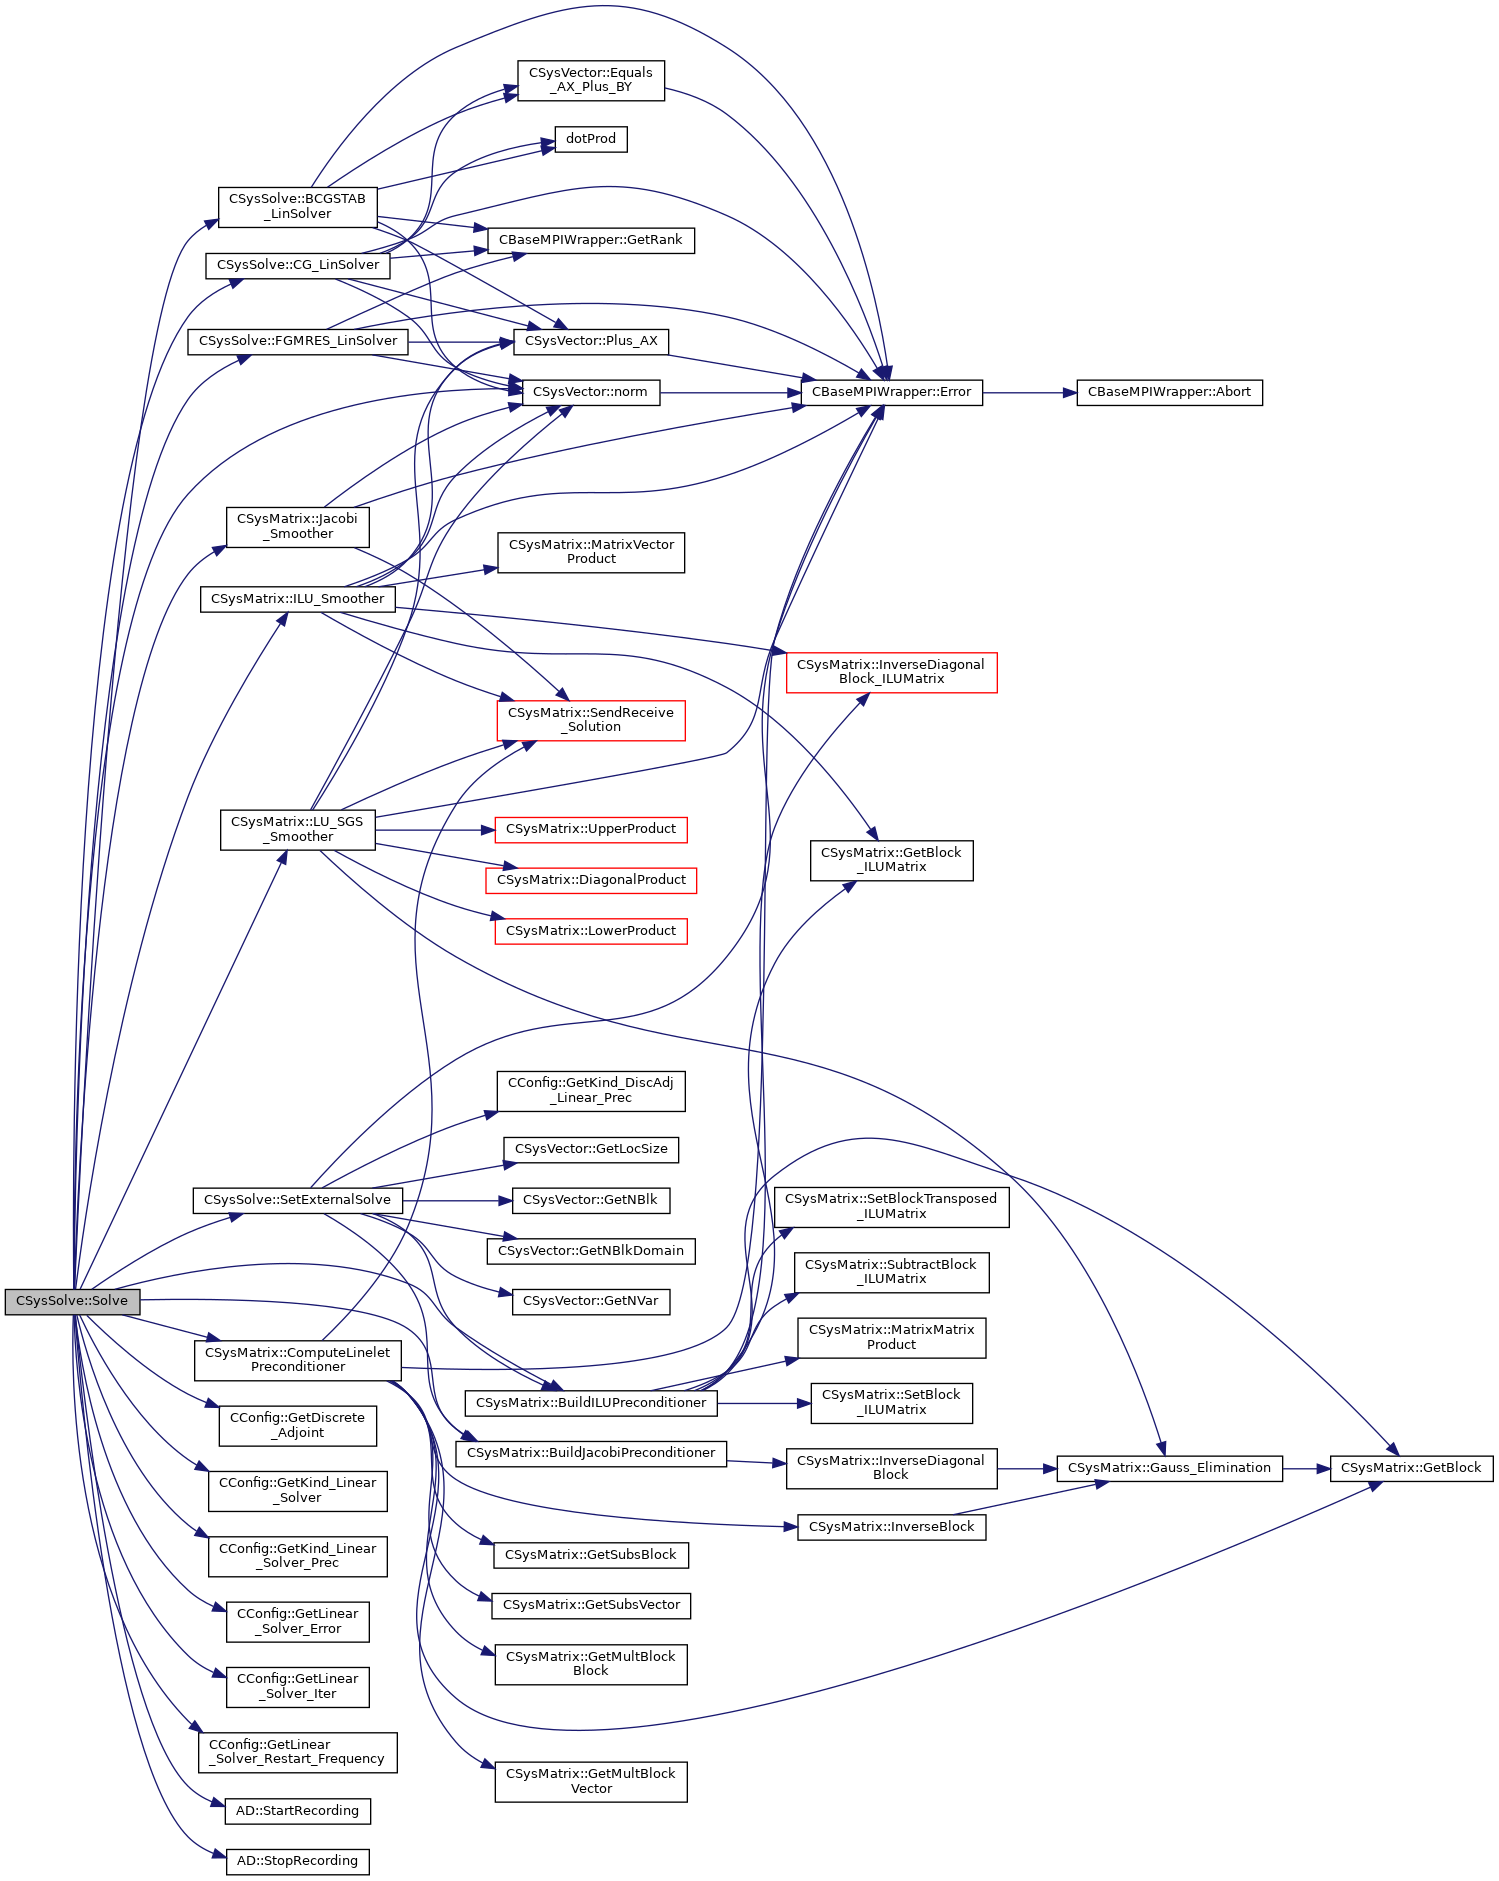 CSysVector::Equals
_AX_Plus_BY
dotProd
CSysSolve::BCGSTAB
_LinSolver
CBaseMPIWrapper::GetRank
CSysSolve::CG_LinSolver
CSysSolve::FGMRES_LinSolver
CSysVector::Plus_AX
CSysVector::norm
CBaseMPIWrapper::Error
CBaseMPIWrapper::Abort
CSysMatrix::Jacobi
_Smoother
CSysMatrix::MatrixVector
Product
CSysMatrix::ILU_Smoother
CSysMatrix::InverseDiagonal
Block_ILUMatrix
CSysMatrix::SendReceive
_Solution
CSysMatrix::LU_SGS
_Smoother
CSysMatrix::UpperProduct
CSysMatrix::GetBlock
_ILUMatrix
CSysMatrix::DiagonalProduct
CSysMatrix::LowerProduct
CConfig::GetKind_DiscAdj
_Linear_Prec
CSysVector::GetLocSize
CSysSolve::SetExternalSolve
CSysVector::GetNBlk
CSysMatrix::SetBlockTransposed
_ILUMatrix
CSysVector::GetNBlkDomain
CSysMatrix::SubtractBlock
_ILUMatrix
CSysSolve::Solve
CSysVector::GetNVar
CSysMatrix::MatrixMatrix
Product
CSysMatrix::ComputeLinelet
Preconditioner
CSysMatrix::BuildILUPreconditioner
CSysMatrix::SetBlock
_ILUMatrix
CConfig::GetDiscrete
_Adjoint
CSysMatrix::BuildJacobiPreconditioner
CSysMatrix::InverseDiagonal
Block
CSysMatrix::Gauss_Elimination
CSysMatrix::GetBlock
CConfig::GetKind_Linear
_Solver
CSysMatrix::InverseBlock
CConfig::GetKind_Linear
_Solver_Prec
CSysMatrix::GetSubsBlock
CSysMatrix::GetSubsVector
CConfig::GetLinear
_Solver_Error
CSysMatrix::GetMultBlock
Block
CConfig::GetLinear
_Solver_Iter
CConfig::GetLinear
_Solver_Restart_Frequency
CSysMatrix::GetMultBlock
Vector
AD::StartRecording
AD::StopRecording